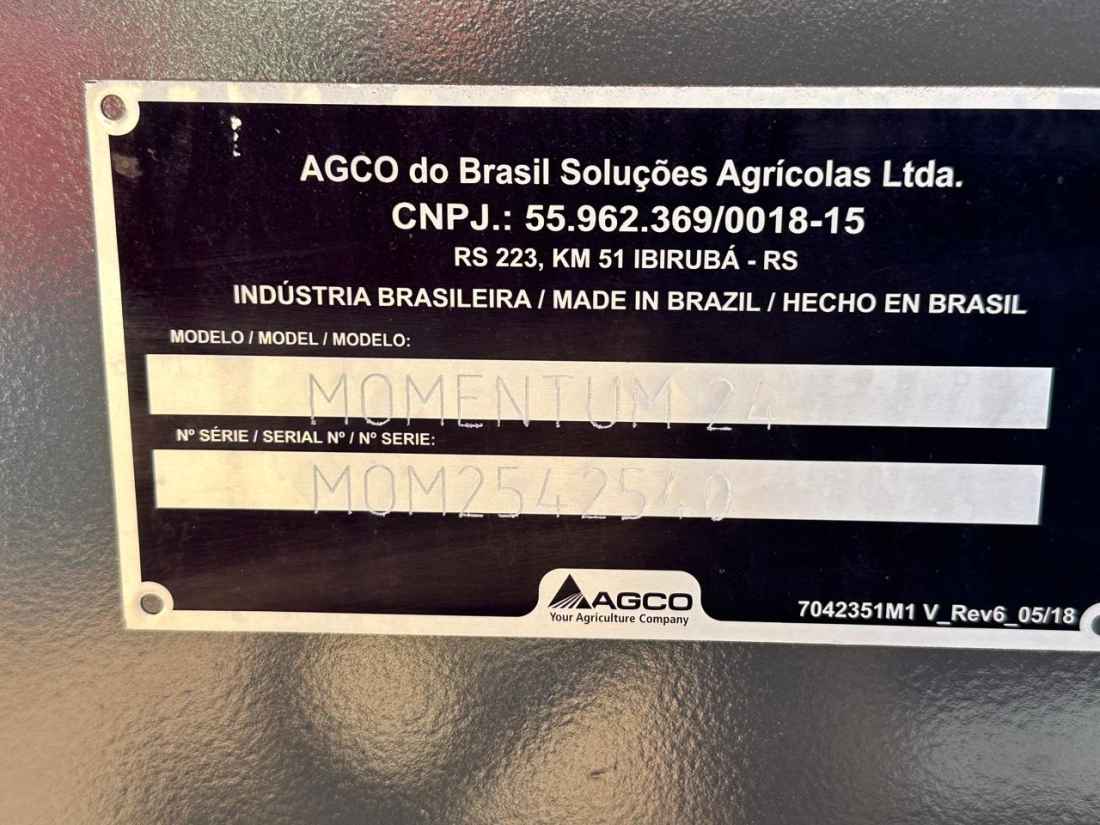 AGCO do Brasil Soluções Agrícolas Ltda.
CNPJ.: 55.962.369/0018-15
RS 223, KM 51 IBIRUBÁ - RS
INDÚSTRIA BRASILEIRA / MADE IN BRAZIL / HECHO EN BRASIL
MODELO / MODEL / MODELO:
MOMENTUM 24
Nº SÉRIE / SERIAL Nº / Nº SERIE:
MOM2542540
AGCO
Your Agriculture Company
7042351M1 V_Rev6_05/18